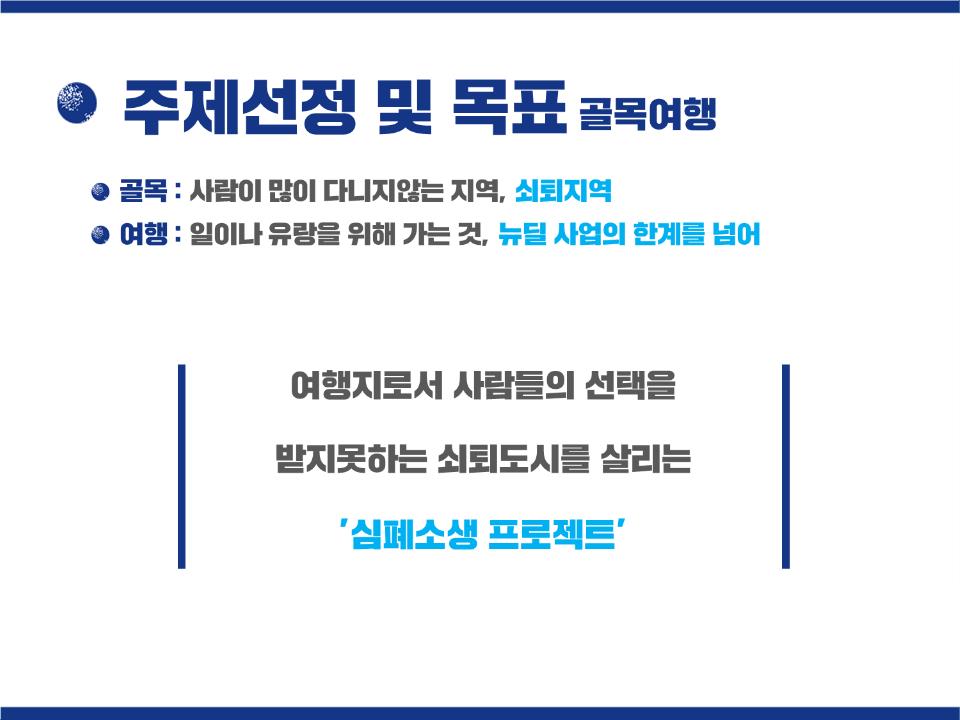 주제선정 및 목표 골목여행
골목 : 사람이 많이 다니지않는 지역, 쇠퇴지역
여행 : 일이나 유랑을 위해 가는 것, 뉴딜 사업의 한계를 넘어
여행지로서 사람들의 선택을
받지못하는 쇠퇴도시를 살리는
'심폐소생 프로젝트'